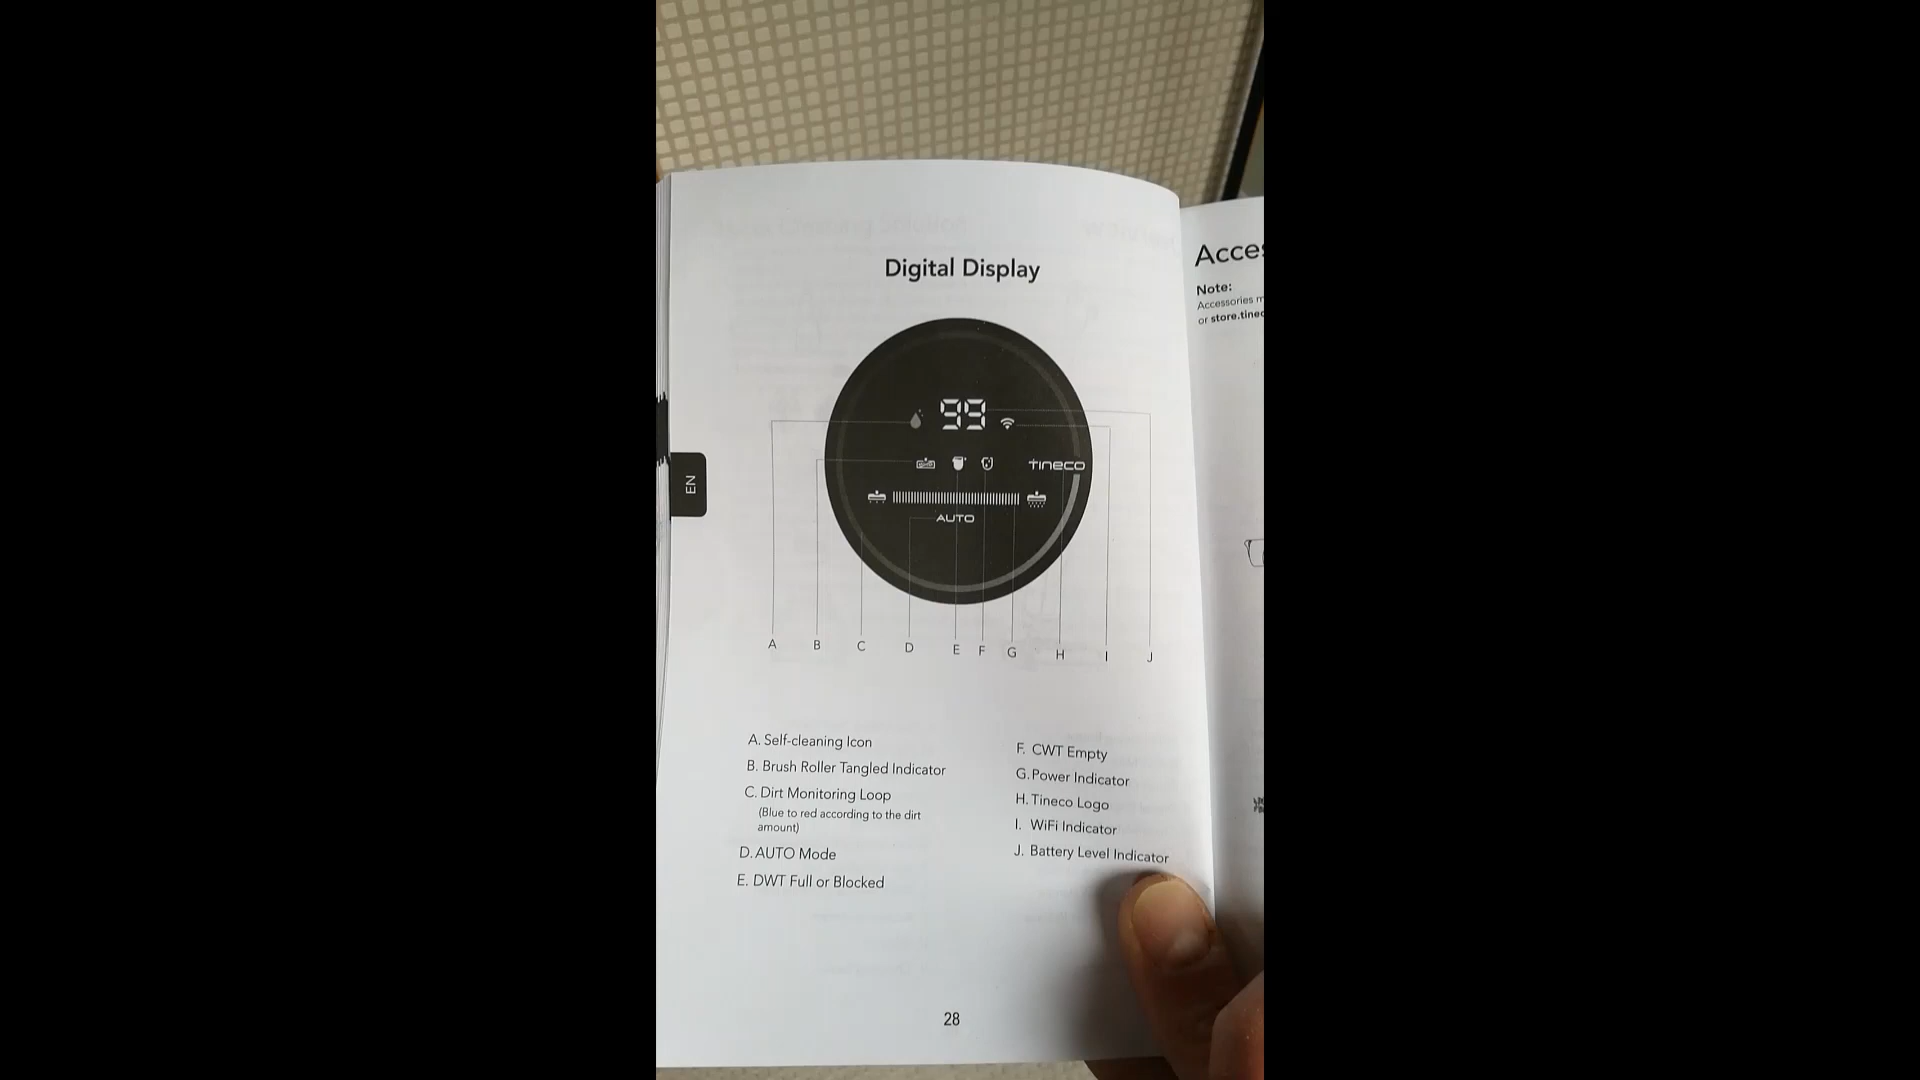 Digital Display
99
tineco
AUTO
A B C D E F G H I J
A. Self-cleaning Icon
B. Brush Roller Tangled Indicator
C. Dirt Monitoring Loop
(Blue to red according to the dirt
amount)
D. AUTO Mode
E. DWT Full or Blocked
F. CWT Empty
G. Power Indicator
H. Tineco Logo
I. WiFi Indicator
J. Battery Level Indicator
28
EN
Note:
Accessories
or store.tinec